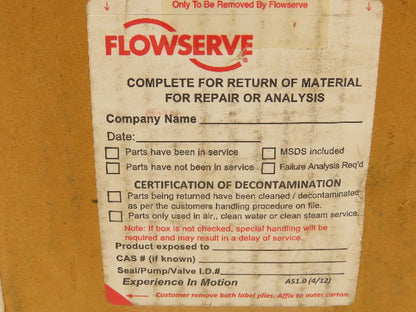 Only To Be Removed By Flowserve
FLOWSERVE
COMPLETE FOR RETURN OF MATERIAL
FOR REPAIR OR ANALYSIS
Company Name
Date:
Parts have been in service MSDS included
Parts have not been in service Failure Analysis Req'd
CERTIFICATION OF DECONTAMINATION
Parts being returned have been cleaned / decontaminated
as per the customers handling procedure on file.
Parts only used in air,, clean water or clean steam service.
Note: If box is not checked, special handling will be
required and may result in a delay of service.
Product exposed to
CAS # (if known)
Seal/Pump/Valve I.D.#
Experience In Motion AS1.0 (4/12)
Customer remove both label plies. Affix to outer carton.